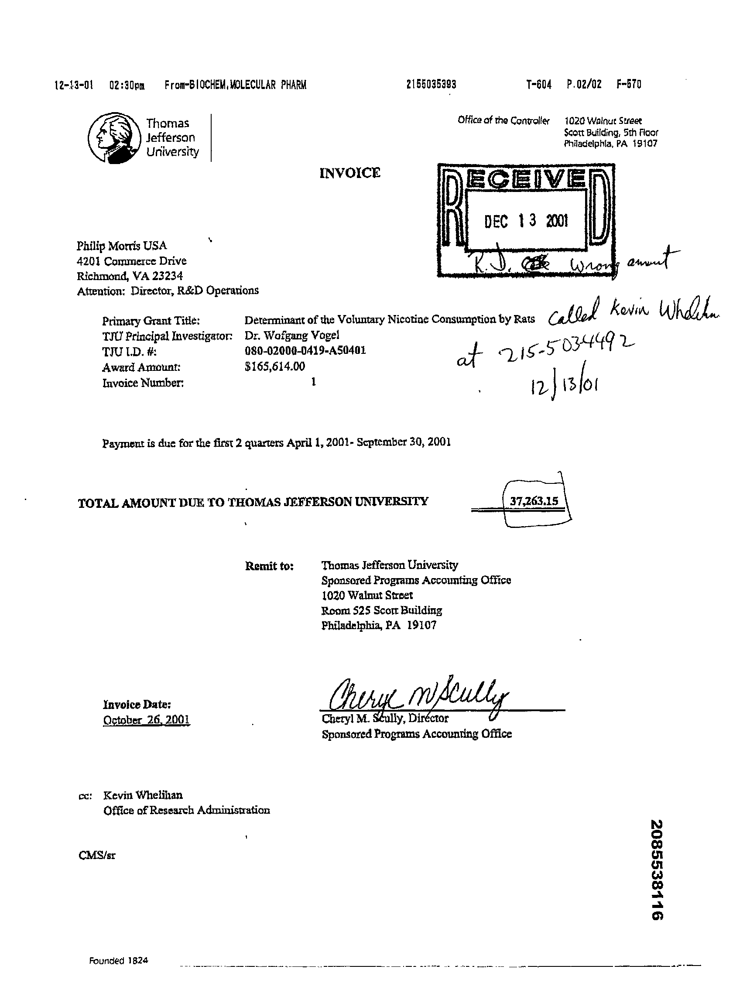 12-13-01 02:30pm From-BIOCHEM,MOLECULAR PHARM 2155035393 T-604 P.02/02 F-570
Thomas
Jefferson
University
Office of the Controller
1020 Walnut Street
Scott Building, 5th Floor
Philadelphia, PA 19107
INVOICE
RECEIVED
DEC 13 2001
K.J. Wrong amount
Philip Morris USA
4201 Commerce Drive
Richmond, VA 23234
Attention: Director, R&D Operations
Called Kevin Whelihan
at 215-5034492
12/13/01
Primary Grant Title: Determinant of the Voluntary Nicotine Consumption by Rats
TJU Principal Investigator: Dr. Wofgang Vogel
TJU I.D. #: 080-02000-0419-A50401
Award Amount: $165,614.00
Invoice Number: 1
Payment is due for the first 2 quarters April 1, 2001- September 30, 2001
TOTAL AMOUNT DUE TO THOMAS JEFFERSON UNIVERSITY 37,263.15
Remit to: Thomas Jefferson University
Sponsored Programs Accounting Office
1020 Walnut Street
Room 525 Scott Building
Philadelphia, PA 19107
Cheryl M Scully
Invoice Date:
October 26, 2001
Cheryl M. Scully, Director
Sponsored Programs Accounting Office
cc: Kevin Whelihan
Office of Research Administration
CMS/sr
2085538116
Founded 1824